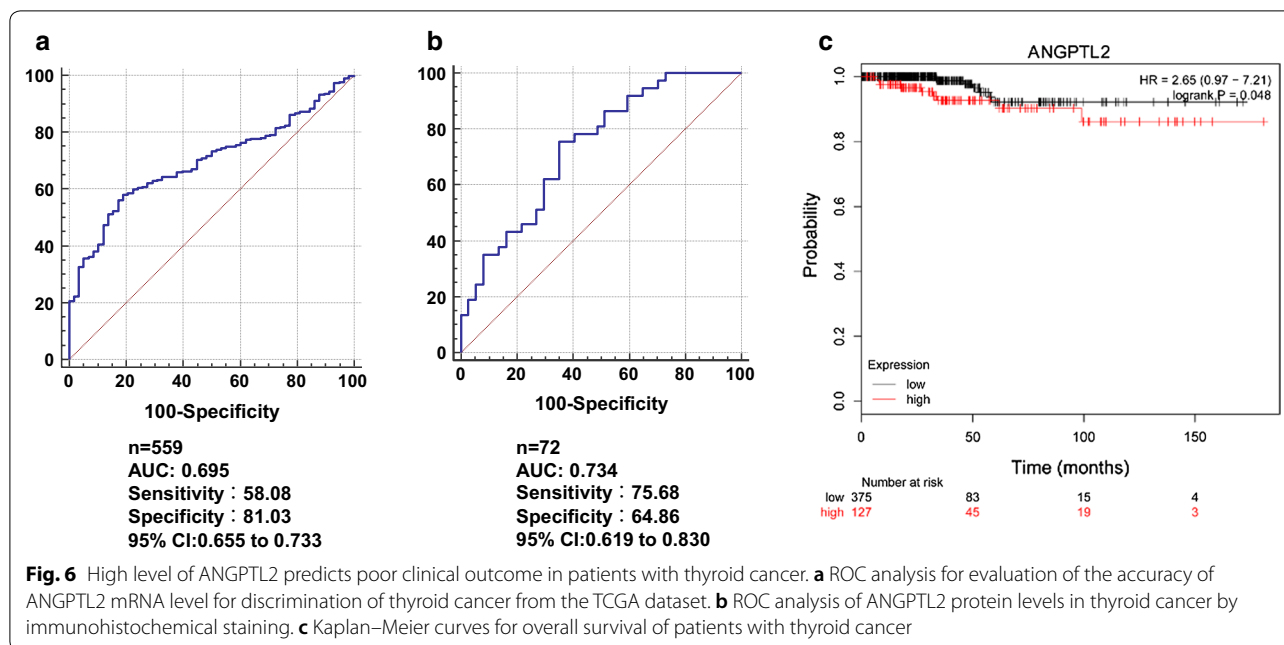 a
100
80
60
40
20
0
0 20 40 60 80 100
100-Specificity
n=559
AUC: 0.695
Sensitivity：58.08
Specificity：81.03
95% CI:0.655 to 0.733
b
100
80
60
40
20
0
0 20 40 60 80 100
100-Specificity
n=72
AUC: 0.734
Sensitivity：75.68
Specificity：64.86
95% CI:0.619 to 0.830
c
ANGPTL2
HR = 2.65 (0.97 − 7.21)
logrank P = 0.048
Probability
1.0
0.8
0.6
0.4
0.2
0.0
Expression
low
high
0 50 100 150
Time (months)
Number at risk
low 375 83 15 4
high 127 45 19 3
Fig. 6 High level of ANGPTL2 predicts poor clinical outcome in patients with thyroid cancer. a ROC analysis for evaluation of the accuracy of
ANGPTL2 mRNA level for discrimination of thyroid cancer from the TCGA dataset. b ROC analysis of ANGPTL2 protein levels in thyroid cancer by
immunohistochemical staining. c Kaplan–Meier curves for overall survival of patients with thyroid cancer